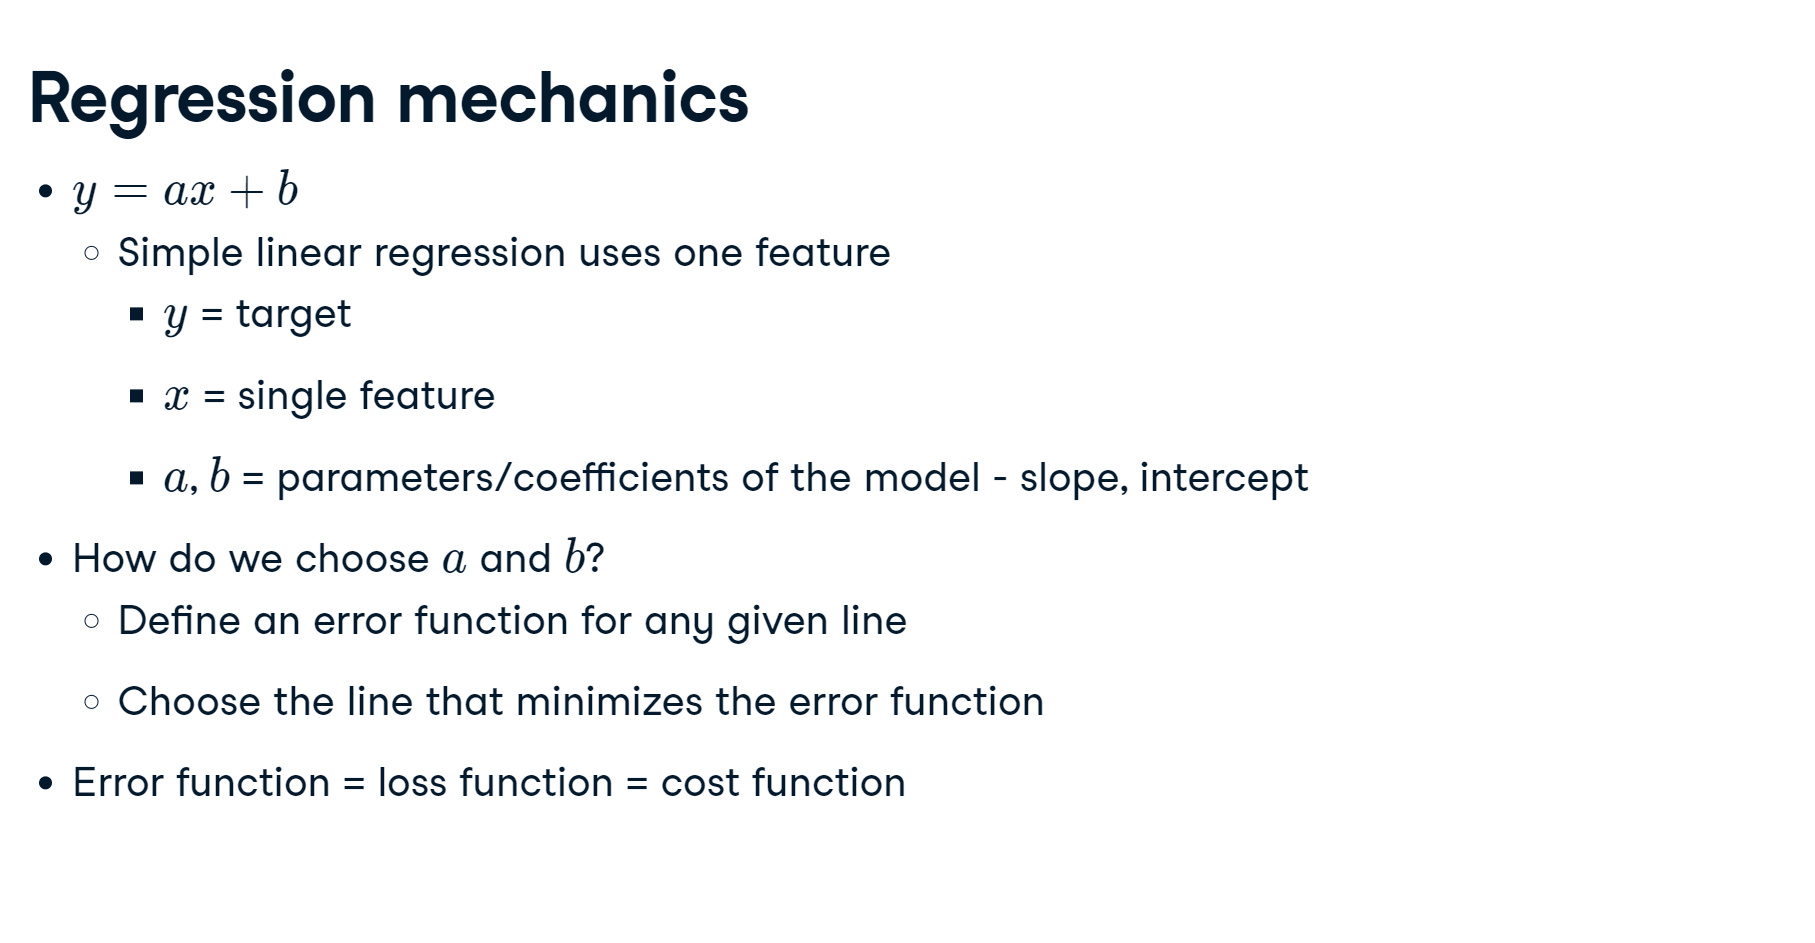 Regression mechanics
• y = ax + b
○ Simple linear regression uses one feature
▪ y = target
▪ x = single feature
▪ a, b = parameters/coefficients of the model - slope, intercept
• How do we choose a and b?
○ Define an error function for any given line
○ Choose the line that minimizes the error function
• Error function = loss function = cost function